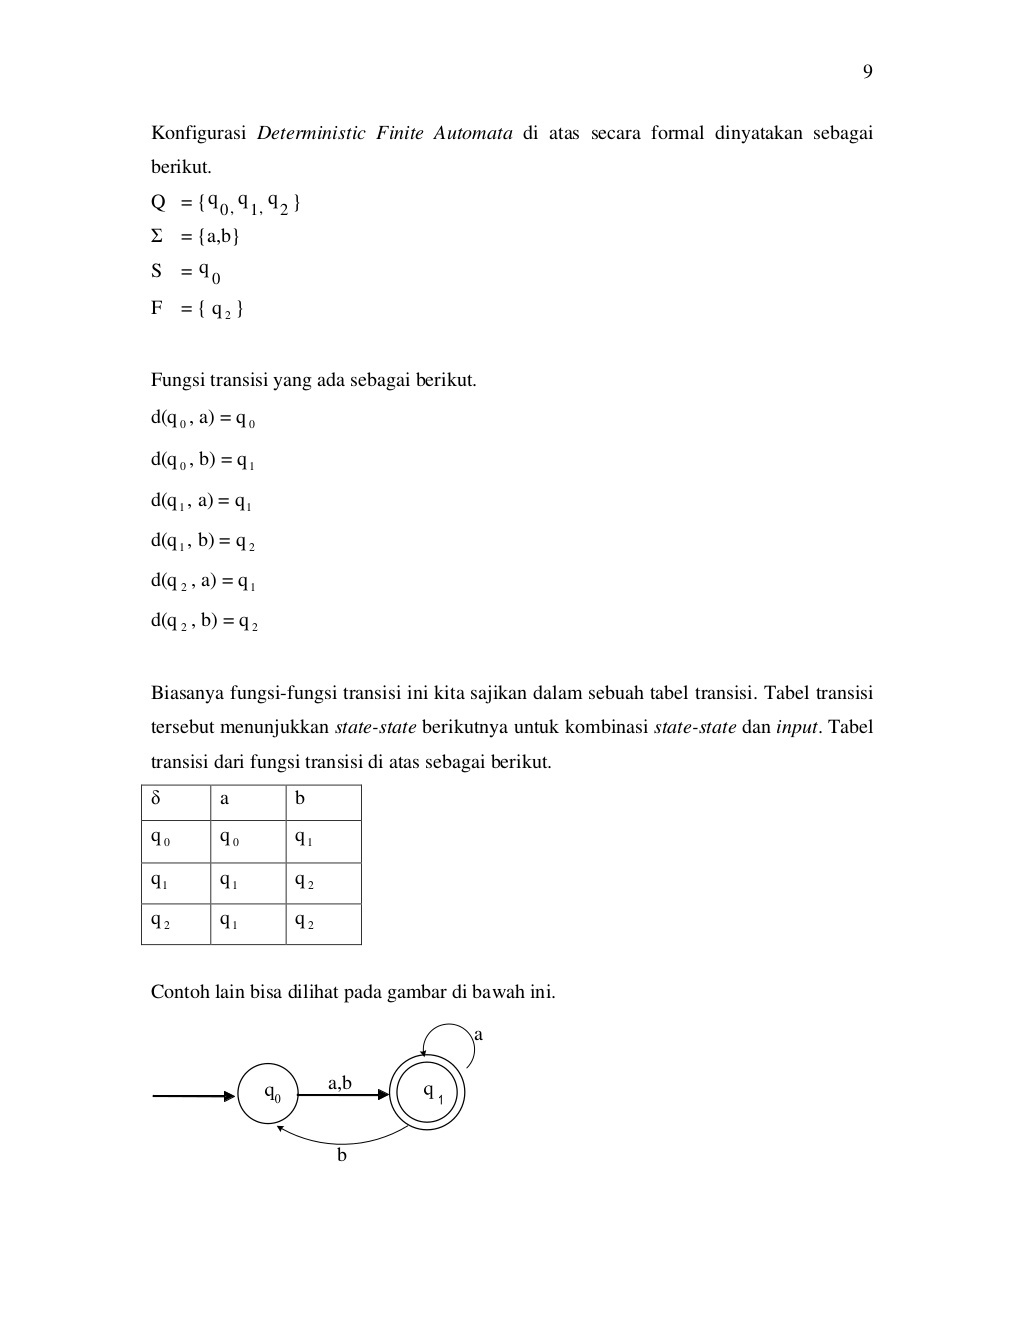 9
Konfigurasi Deterministic Finite Automata di atas secara formal dinyatakan sebagai
berikut.
Q = { q0, q1, q2 }
Σ = {a,b}
S = q0
F = { q2 }
Fungsi transisi yang ada sebagai berikut.
d(q0, a) = q0
d(q0, b) = q1
d(q1, a) = q1
d(q1, b) = q2
d(q2, a) = q1
d(q2, b) = q2
Biasanya fungsi-fungsi transisi ini kita sajikan dalam sebuah tabel transisi. Tabel transisi
tersebut menunjukkan state-state berikutnya untuk kombinasi state-state dan input. Tabel
transisi dari fungsi transisi di atas sebagai berikut.
δ a b
q0 q0 q1
q1 q1 q2
q2 q1 q2
Contoh lain bisa dilihat pada gambar di bawah ini.
a
q0 a,b q1
b